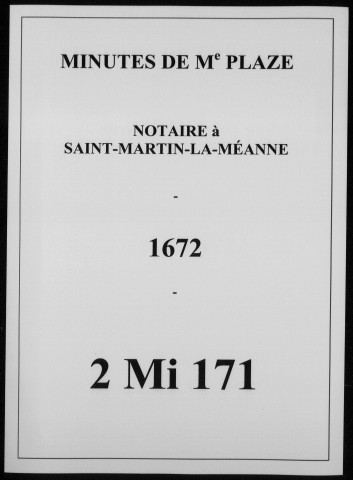 MINUTES DE Me PLAZE
NOTAIRE à
SAINT-MARTIN-LA-MÉANNE
-
1672
-
2 Mi 171